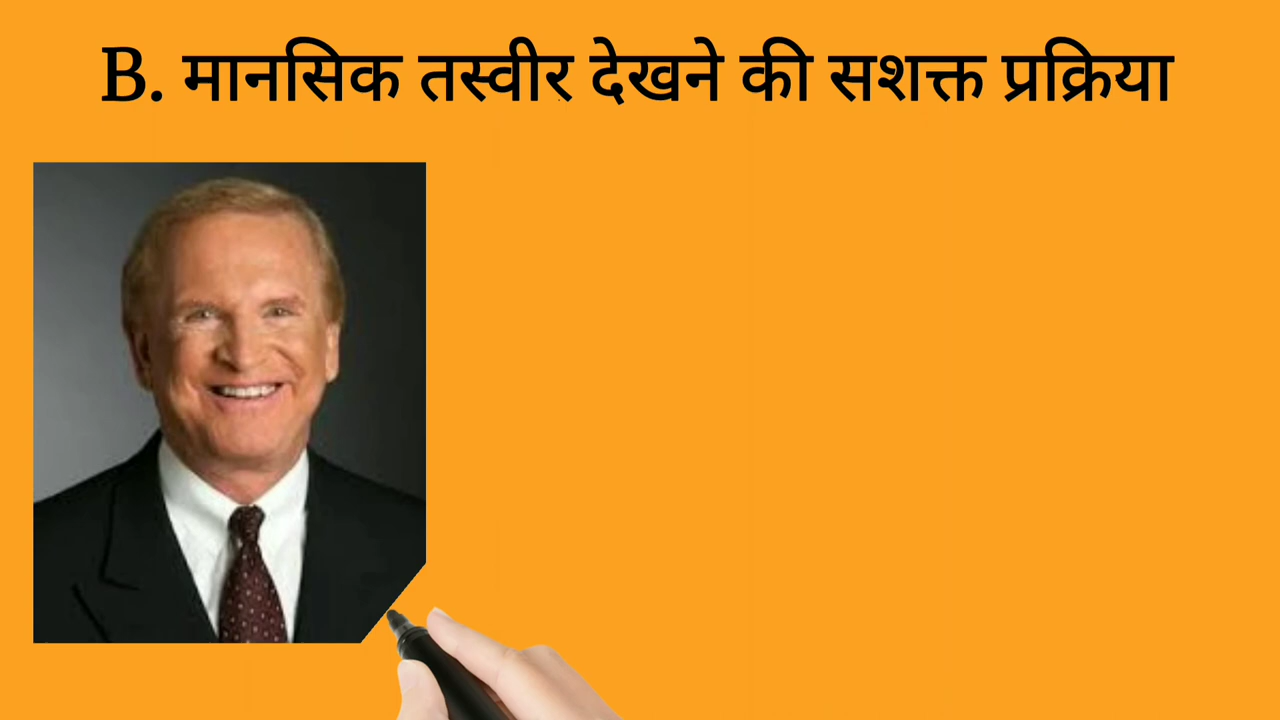 B. मानसिक तस्वीर देखने की सशक्त प्रक्रिया